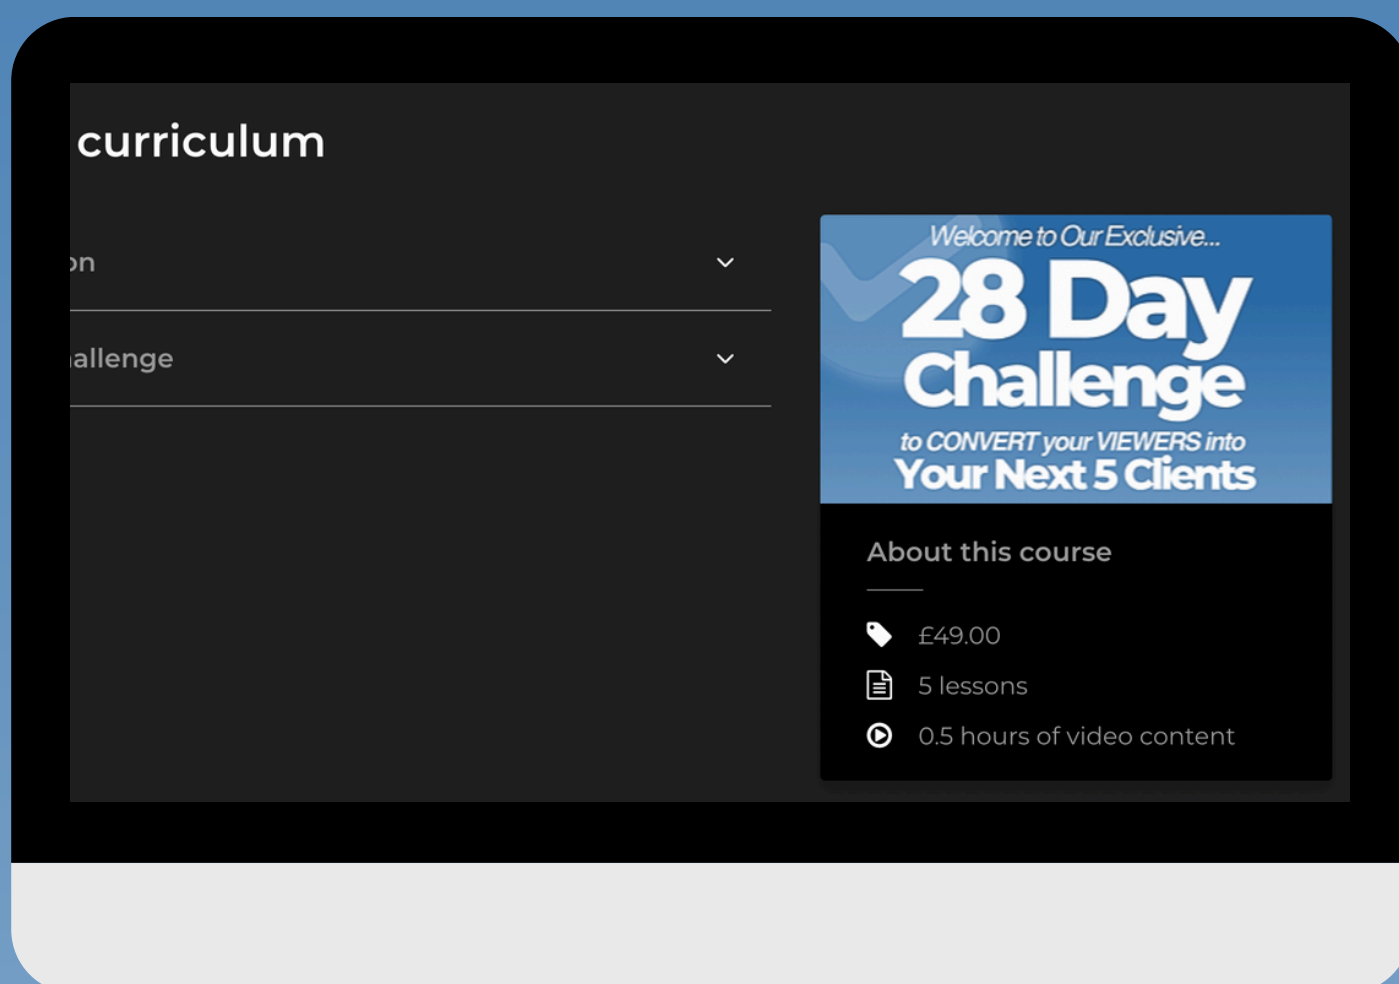 curriculum
on
allenge
Welcome to Our Exclusive...
28 Day
Challenge
to CONVERT your VIEWERS into
Your Next 5 Clients
About this course
£49.00
5 lessons
0.5 hours of video content